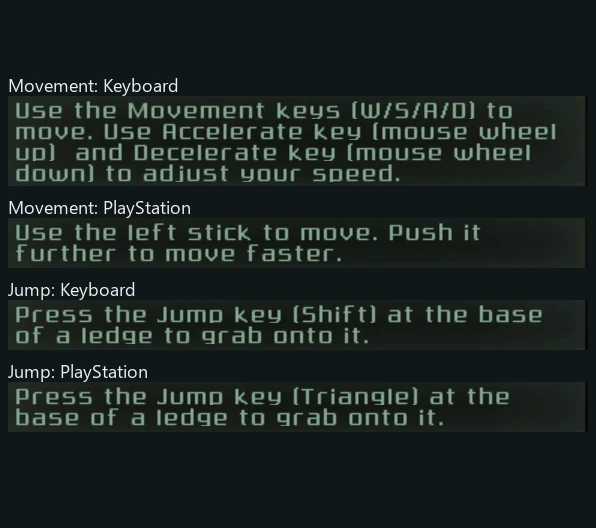 Movement: Keyboard
Use the Movement keys (W/S/A/D) to
move. Use Accelerate key (mouse wheel
up) and Decelerate key (mouse wheel
down) to adjust your speed.
Movement: PlayStation
Use the left stick to move. Push it
further to move faster.
Jump: Keyboard
Press the Jump key (Shift) at the base
of a ledge to grab onto it.
Jump: PlayStation
Press the Jump key (Triangle) at the
base of a ledge to grab onto it.